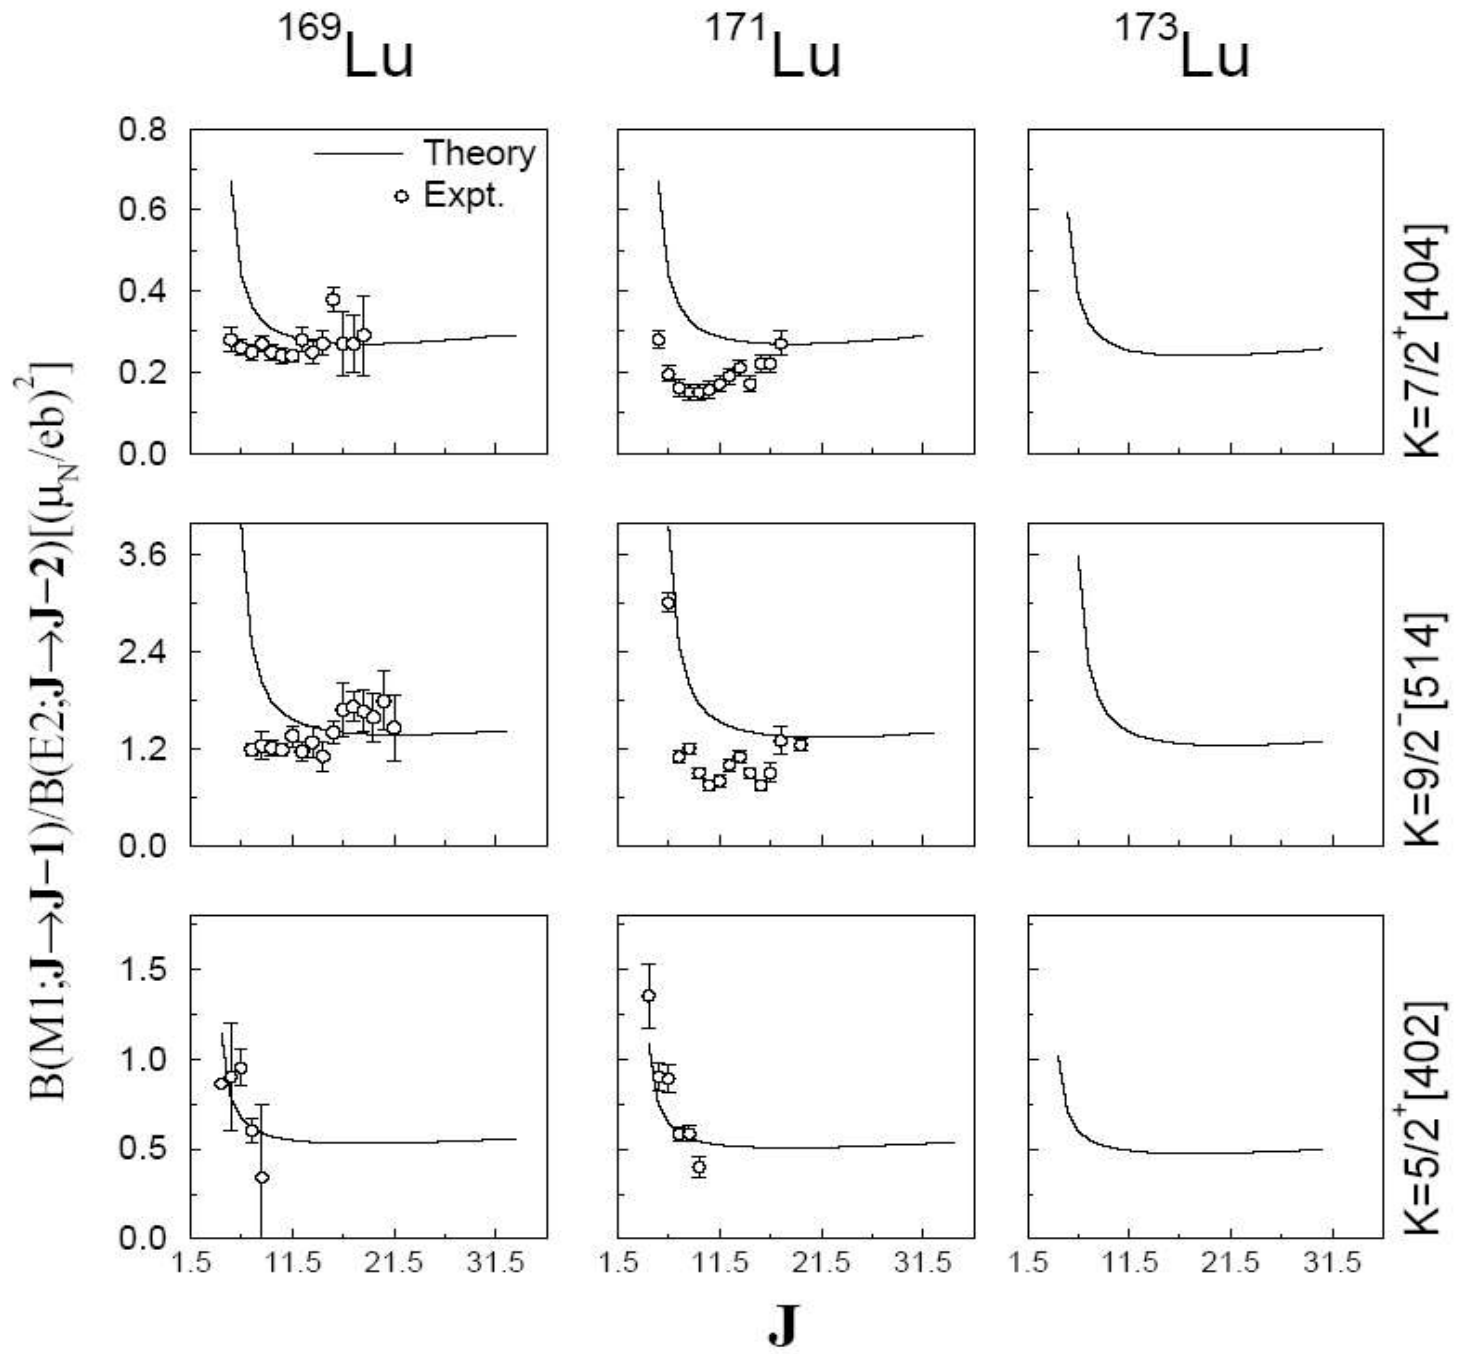 ¹⁶⁹Lu ¹⁷¹Lu ¹⁷³Lu
B(M1;J→J−1)/B(E2;J→J−2)[(μ_N/eb)²]
0.8
0.6
0.4
0.2
0.0
Theory
Expt.
K=7/2⁺[404]
3.6
2.4
1.2
0.0
K=9/2⁻[514]
1.5
1.0
0.5
0.0
K=5/2⁺[402]
1.5 11.5 21.5 31.5 1.5 11.5 21.5 31.5 1.5 11.5 21.5 31.5
J